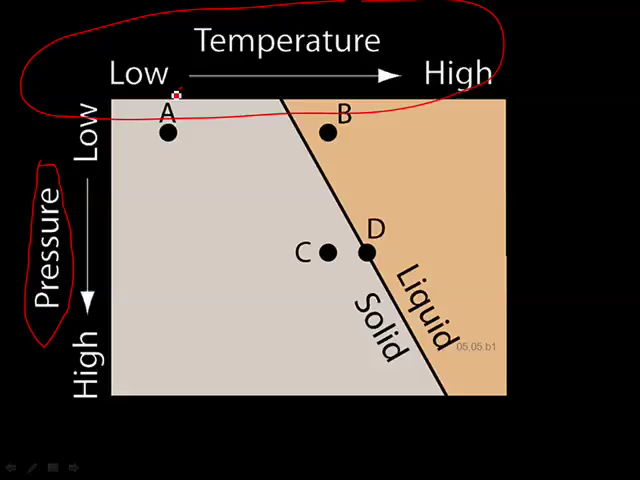 Temperature
Low
High
A
B
Low
Pressure
High
C
D
Solid
Liquid
05.05.b1